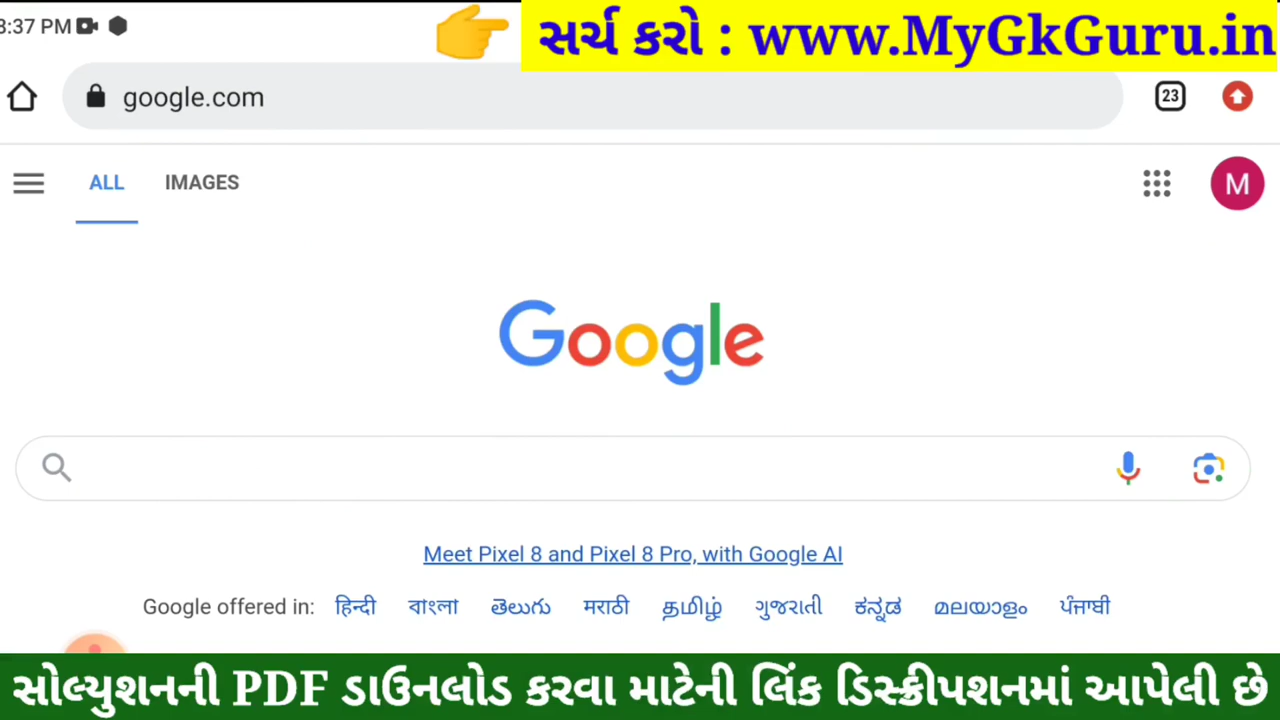 8:37 PM
સર્ચ કરો : www.MyGkGuru.in
google.com
23
ALL IMAGES
M
Google
Meet Pixel 8 and Pixel 8 Pro, with Google AI
Google offered in: हिन्दी বাংলা తెలుగు मराठी தமிழ் ગુજરાતી ಕನ್ನಡ മലയാളം ਪੰਜਾਬੀ
સોલ્યુશનની PDF ડાઉનલોડ કરવા માટેની લિંક ડિસ્ક્રીપશનમાં આપેલી છે